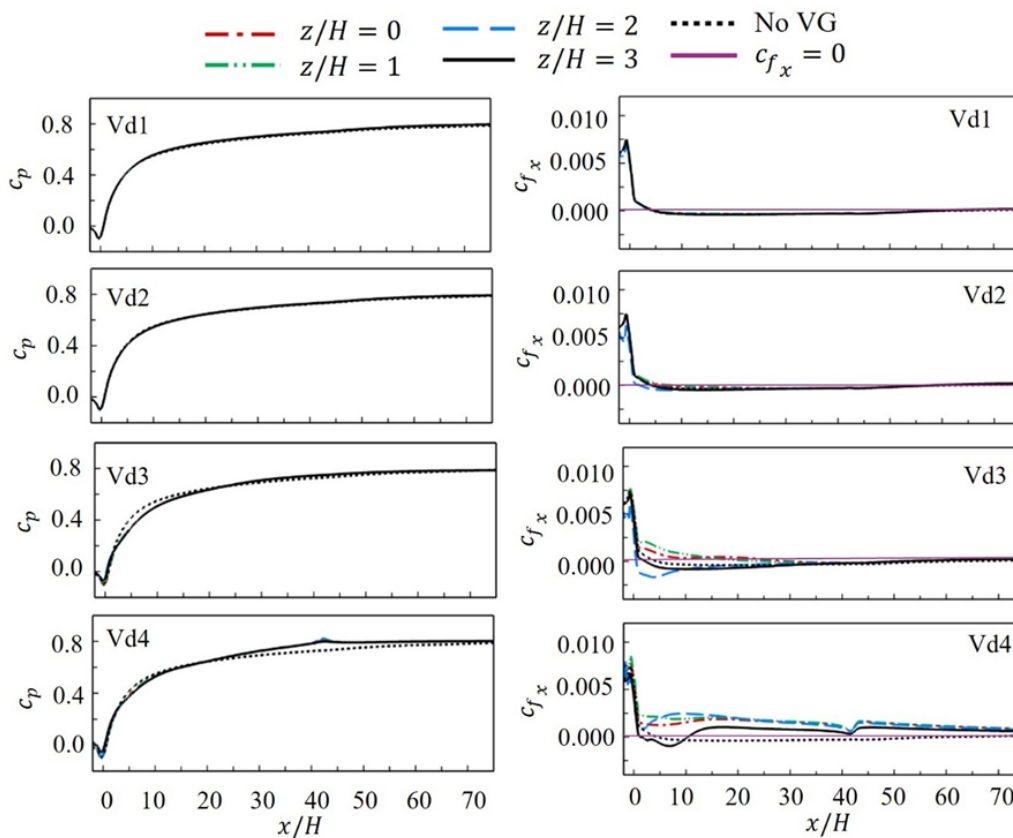 z/H = 0 z/H = 2 No VG
z/H = 1 z/H = 3 c_{f_x} = 0
0.8 Vd1
c_p 0.4
0.0
0.010 Vd1
c_{f_x} 0.005
0.000
0.8 Vd2
c_p 0.4
0.0
0.010 Vd2
c_{f_x} 0.005
0.000
0.8 Vd3
c_p 0.4
0.0
0.010 Vd3
c_{f_x} 0.005
0.000
0.8 Vd4
c_p 0.4
0.0
0 10 20 30 40 50 60 70
x/H
0.010 Vd4
c_{f_x} 0.005
0.000
0 10 20 30 40 50 60 70
x/H